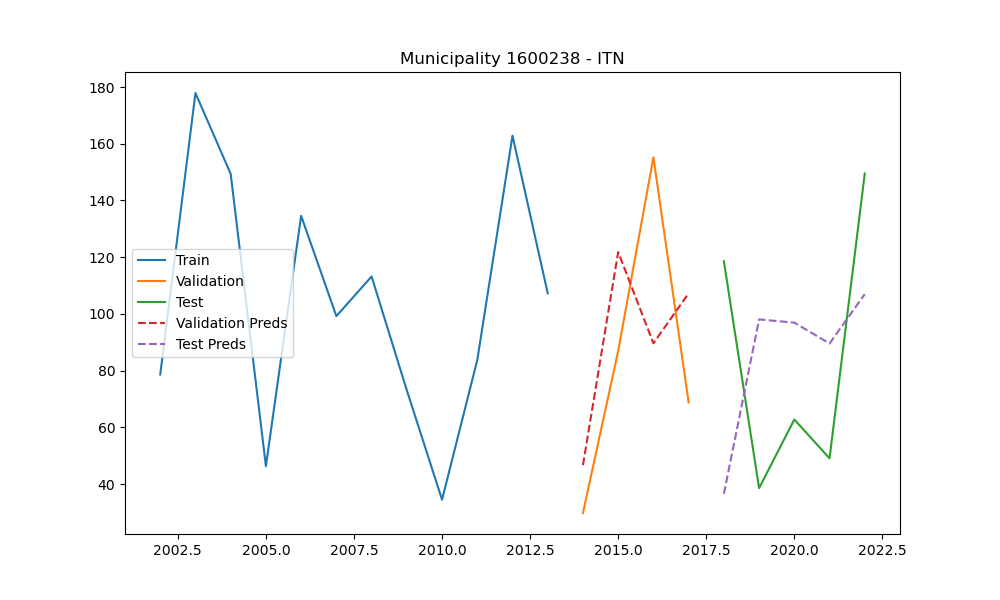 Municipality 1600238 - ITN
180
160
140
120
100
80
60
40
Train
Validation
Test
Validation Preds
Test Preds
2002.5 2005.0 2007.5 2010.0 2012.5 2015.0 2017.5 2020.0 2022.5